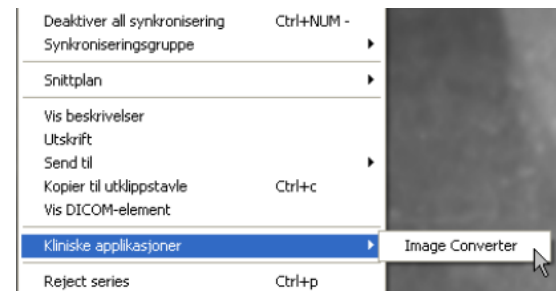 Deaktiver all synkronisering Ctrl+NUM -
Synkroniseringsgruppe
Snittplan
Vis beskrivelser
Utskrift
Send til
Kopier til utklippstavle Ctrl+c
Vis DICOM-element
Kliniske applikasjoner Image Converter
Reject series Ctrl+p